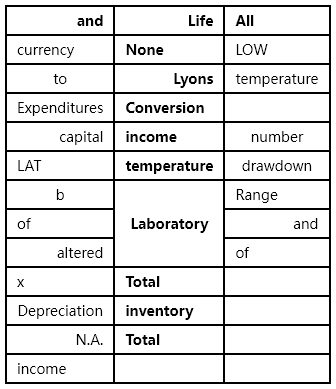 and Life All
currency None LOW
to Lyons temperature
Expenditures Conversion
capital income number
LAT temperature drawdown
b Laboratory Range
of and
altered of
x Total
Depreciation inventory
N.A. Total
income